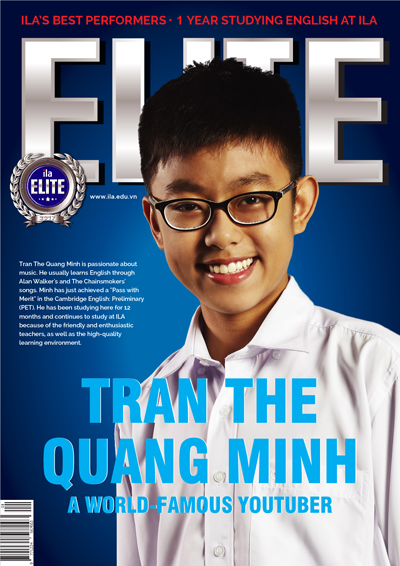 ILA'S BEST PERFORMERS • 1 YEAR STUDYING ENGLISH AT ILA
ELITE
ila
ELITE
2017
www.ila.edu.vn
Tran The Quang Minh is passionate about
music. He usually learns English through
Alan Walker's and The Chainsmokers'
songs. Minh has just achieved a "Pass with
Merit" in the Cambridge English: Preliminary
(PET). He has been studying here for 12
months and continues to study at ILA
because of the friendly and enthusiastic
teachers, as well as the high-quality
learning environment.
TRAN THE
QUANG MINH
A WORLD-FAMOUS YOUTUBER